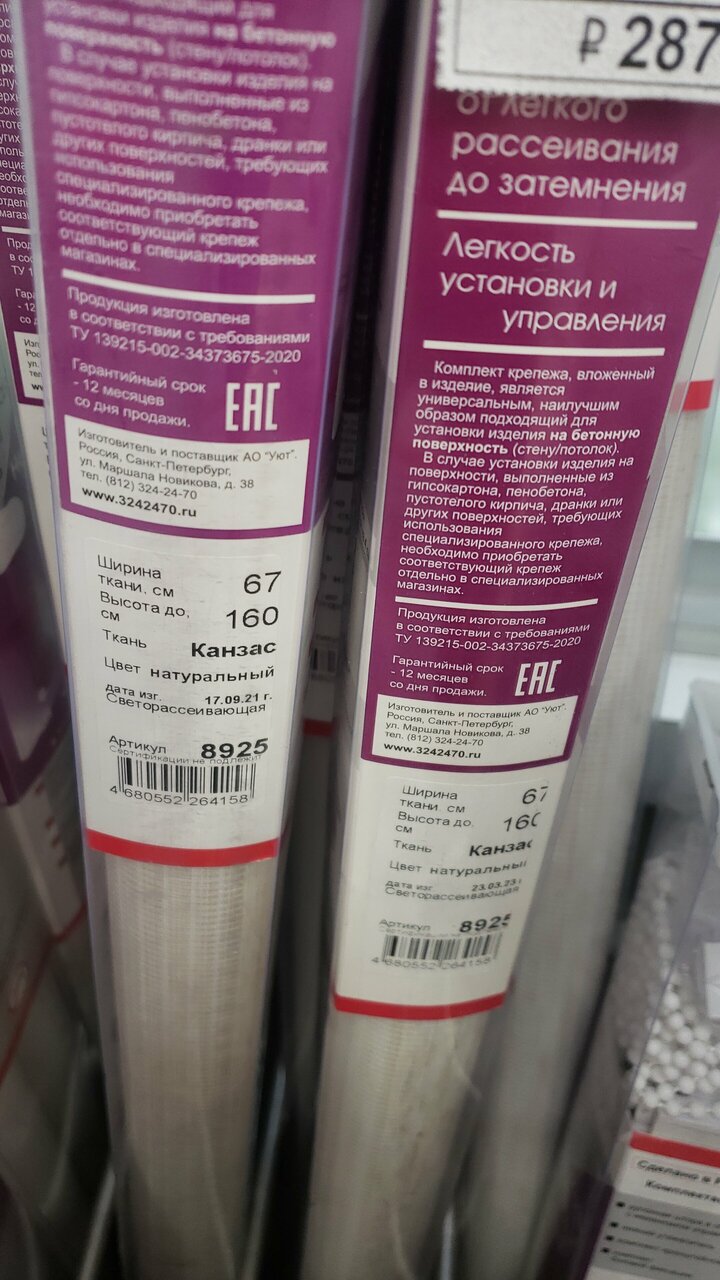 установки изделия на бетонную
поверхность (стену/потолок).
В случае установки изделия на
поверхности, выполненные из
гипсокартона, пенобетона,
пустотелого кирпича, дранки или
других поверхностей, требующих
использования
специализированного крепежа,
необходимо приобретать
соответствующий крепеж
отдельно в специализированных
магазинах.
Продукция изготовлена
в соответствии с требованиями
ТУ 139215-002-34373675-2020
Гарантийный срок
- 12 месяцев
со дня продажи.
EAC
Изготовитель и поставщик АО "Уют".
Россия, Санкт-Петербург,
ул. Маршала Новикова, д. 38
тел. (812) 324-24-70
www.3242470.ru
Ширина
ткани, см 67
Высота до,
см 160
Ткань Канзас
Цвет натуральный
дата изг. 17.09.21 г.
Светорассеивающая
Артикул 8925
Сертификации не подлежит
4 680552 264158
₽ 287
от легкого
рассеивания
до затемнения
Легкость
установки и
управления
Комплект крепежа, вложенный
в изделие, является
универсальным, наилучшим
образом подходящий для
установки изделия на бетонную
поверхность (стену/потолок).
В случае установки изделия на
поверхности, выполненные из
гипсокартона, пенобетона,
пустотелого кирпича, дранки или
других поверхностей, требующих
использования
специализированного крепежа,
необходимо приобретать
соответствующий крепеж
отдельно в специализированных
магазинах.
Продукция изготовлена
в соответствии с требованиями
ТУ 139215-002-34373675-2020
Гарантийный срок
- 12 месяцев
со дня продажи.
EAC
Изготовитель и поставщик АО "Уют".
Россия, Санкт-Петербург,
ул. Маршала Новикова, д. 38
тел. (812) 324-24-70
www.3242470.ru
Ширина
ткани, см 67
Высота до,
см 160
Ткань Канзас
Цвет натуральный
дата изг 23.03.23
Светорассеивающая
Артикул 8925
4 680552 264158